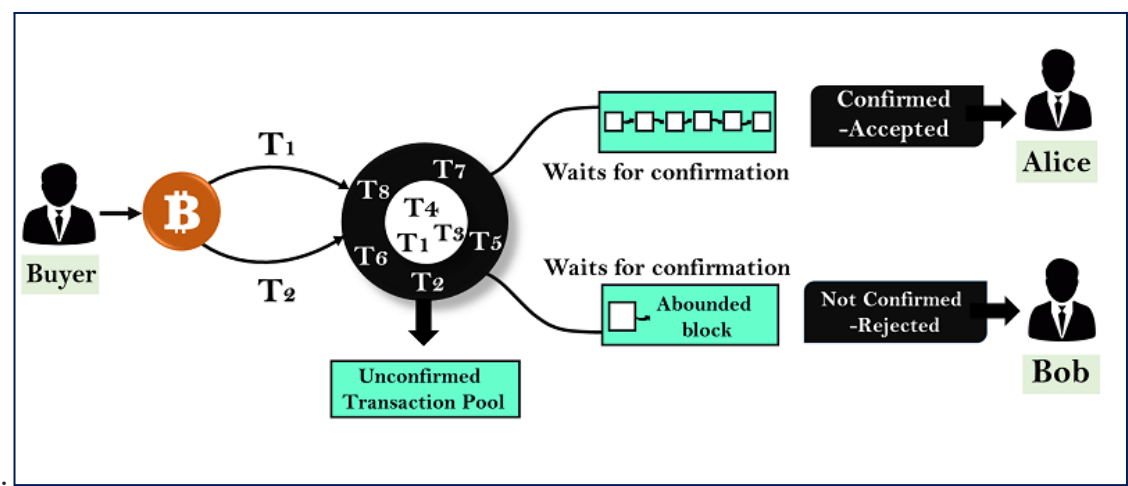 Buyer
₿
T1
T2
T7
T8
T4
T3
T1
T5
T6
T2
Unconfirmed
Transaction Pool
Waits for confirmation
Confirmed
-Accepted
Alice
Waits for confirmation
Abounded
block
Not Confirmed
-Rejected
Bob
.